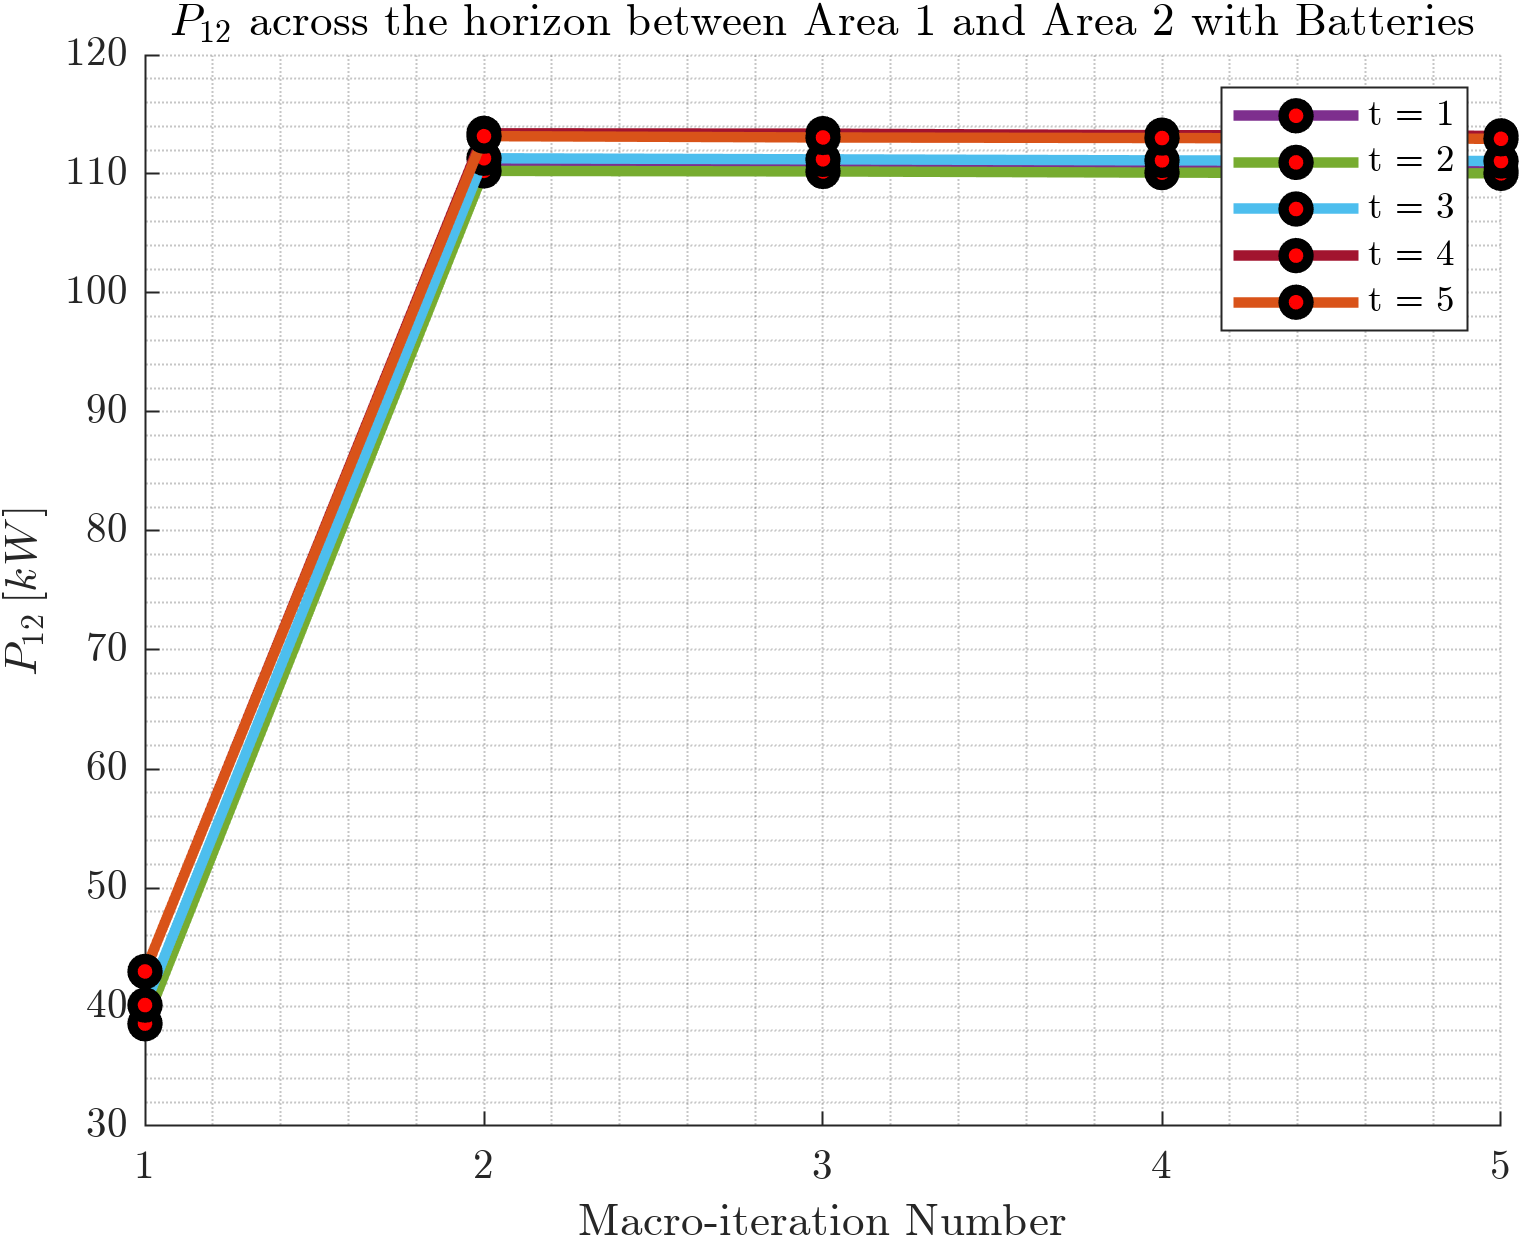 P₁₂ across the horizon between Area 1 and Area 2 with Batteries
120
110
100
90
80
70
60
50
40
30
P₁₂ [kW]
t = 1
t = 2
t = 3
t = 4
t = 5
1 2 3 4 5
Macro-iteration Number